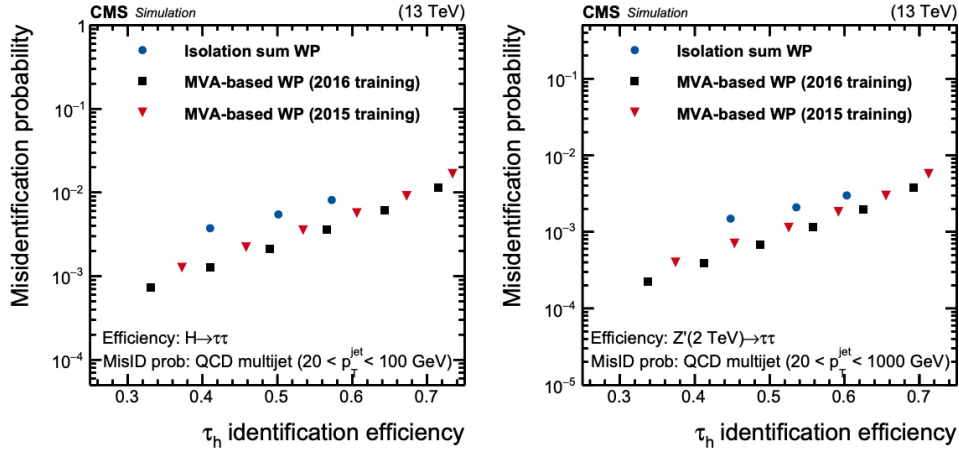 CMS Simulation (13 TeV)
Misidentification probability
1
10⁻¹
10⁻²
10⁻³
10⁻⁴
Isolation sum WP
MVA-based WP (2016 training)
MVA-based WP (2015 training)
Efficiency: H→ττ
MisID prob: QCD multijet (20 < p_T^jet < 100 GeV)
0.3 0.4 0.5 0.6 0.7
τ_h identification efficiency
CMS Simulation (13 TeV)
Misidentification probability
10⁻¹
10⁻²
10⁻³
10⁻⁴
10⁻⁵
Isolation sum WP
MVA-based WP (2016 training)
MVA-based WP (2015 training)
Efficiency: Z'(2 TeV)→ττ
MisID prob: QCD multijet (20 < p_T^jet < 1000 GeV)
0.3 0.4 0.5 0.6 0.7
τ_h identification efficiency